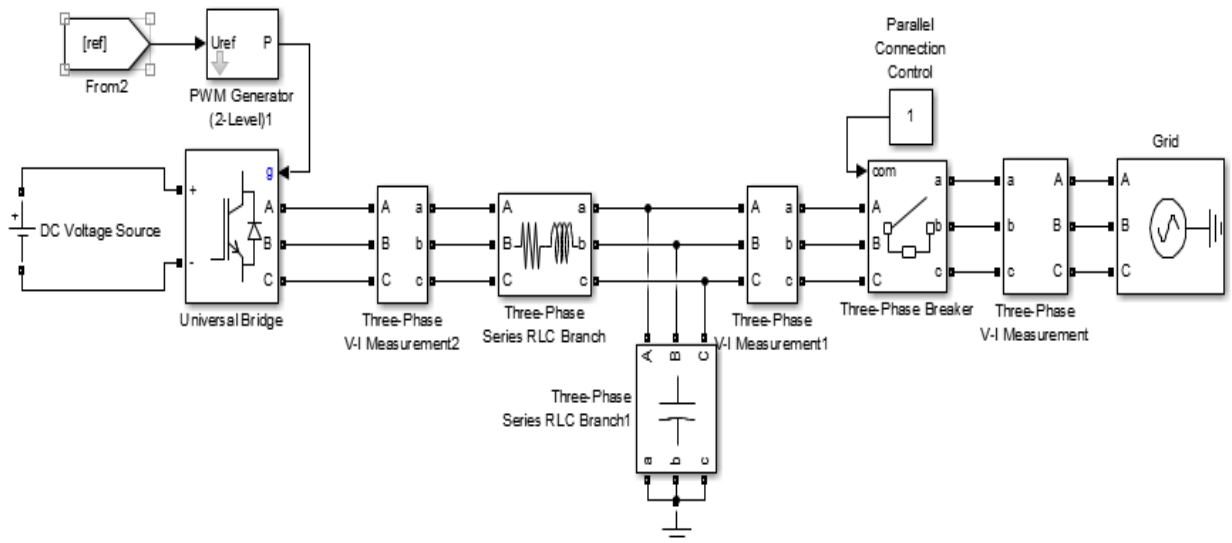 [ref]
From2
Uref
P
PWM Generator
(2-Level)1
Parallel
Connection
Control
1
Grid
+
DC Voltage Source
+
-
g
A
B
C
Universal Bridge
A
B
C
a
b
c
Three-Phase
V-I Measurement2
A
B
C
a
b
c
Three-Phase
Series RLC Branch
A
B
C
a
b
c
Three-Phase
V-I Measurement1
com
A
B
C
a
b
c
Three-Phase Breaker
a
b
c
A
B
C
Three-Phase
V-I Measurement
A
B
C
A
B
C
Three-Phase
Series RLC Branch1
a
b
c